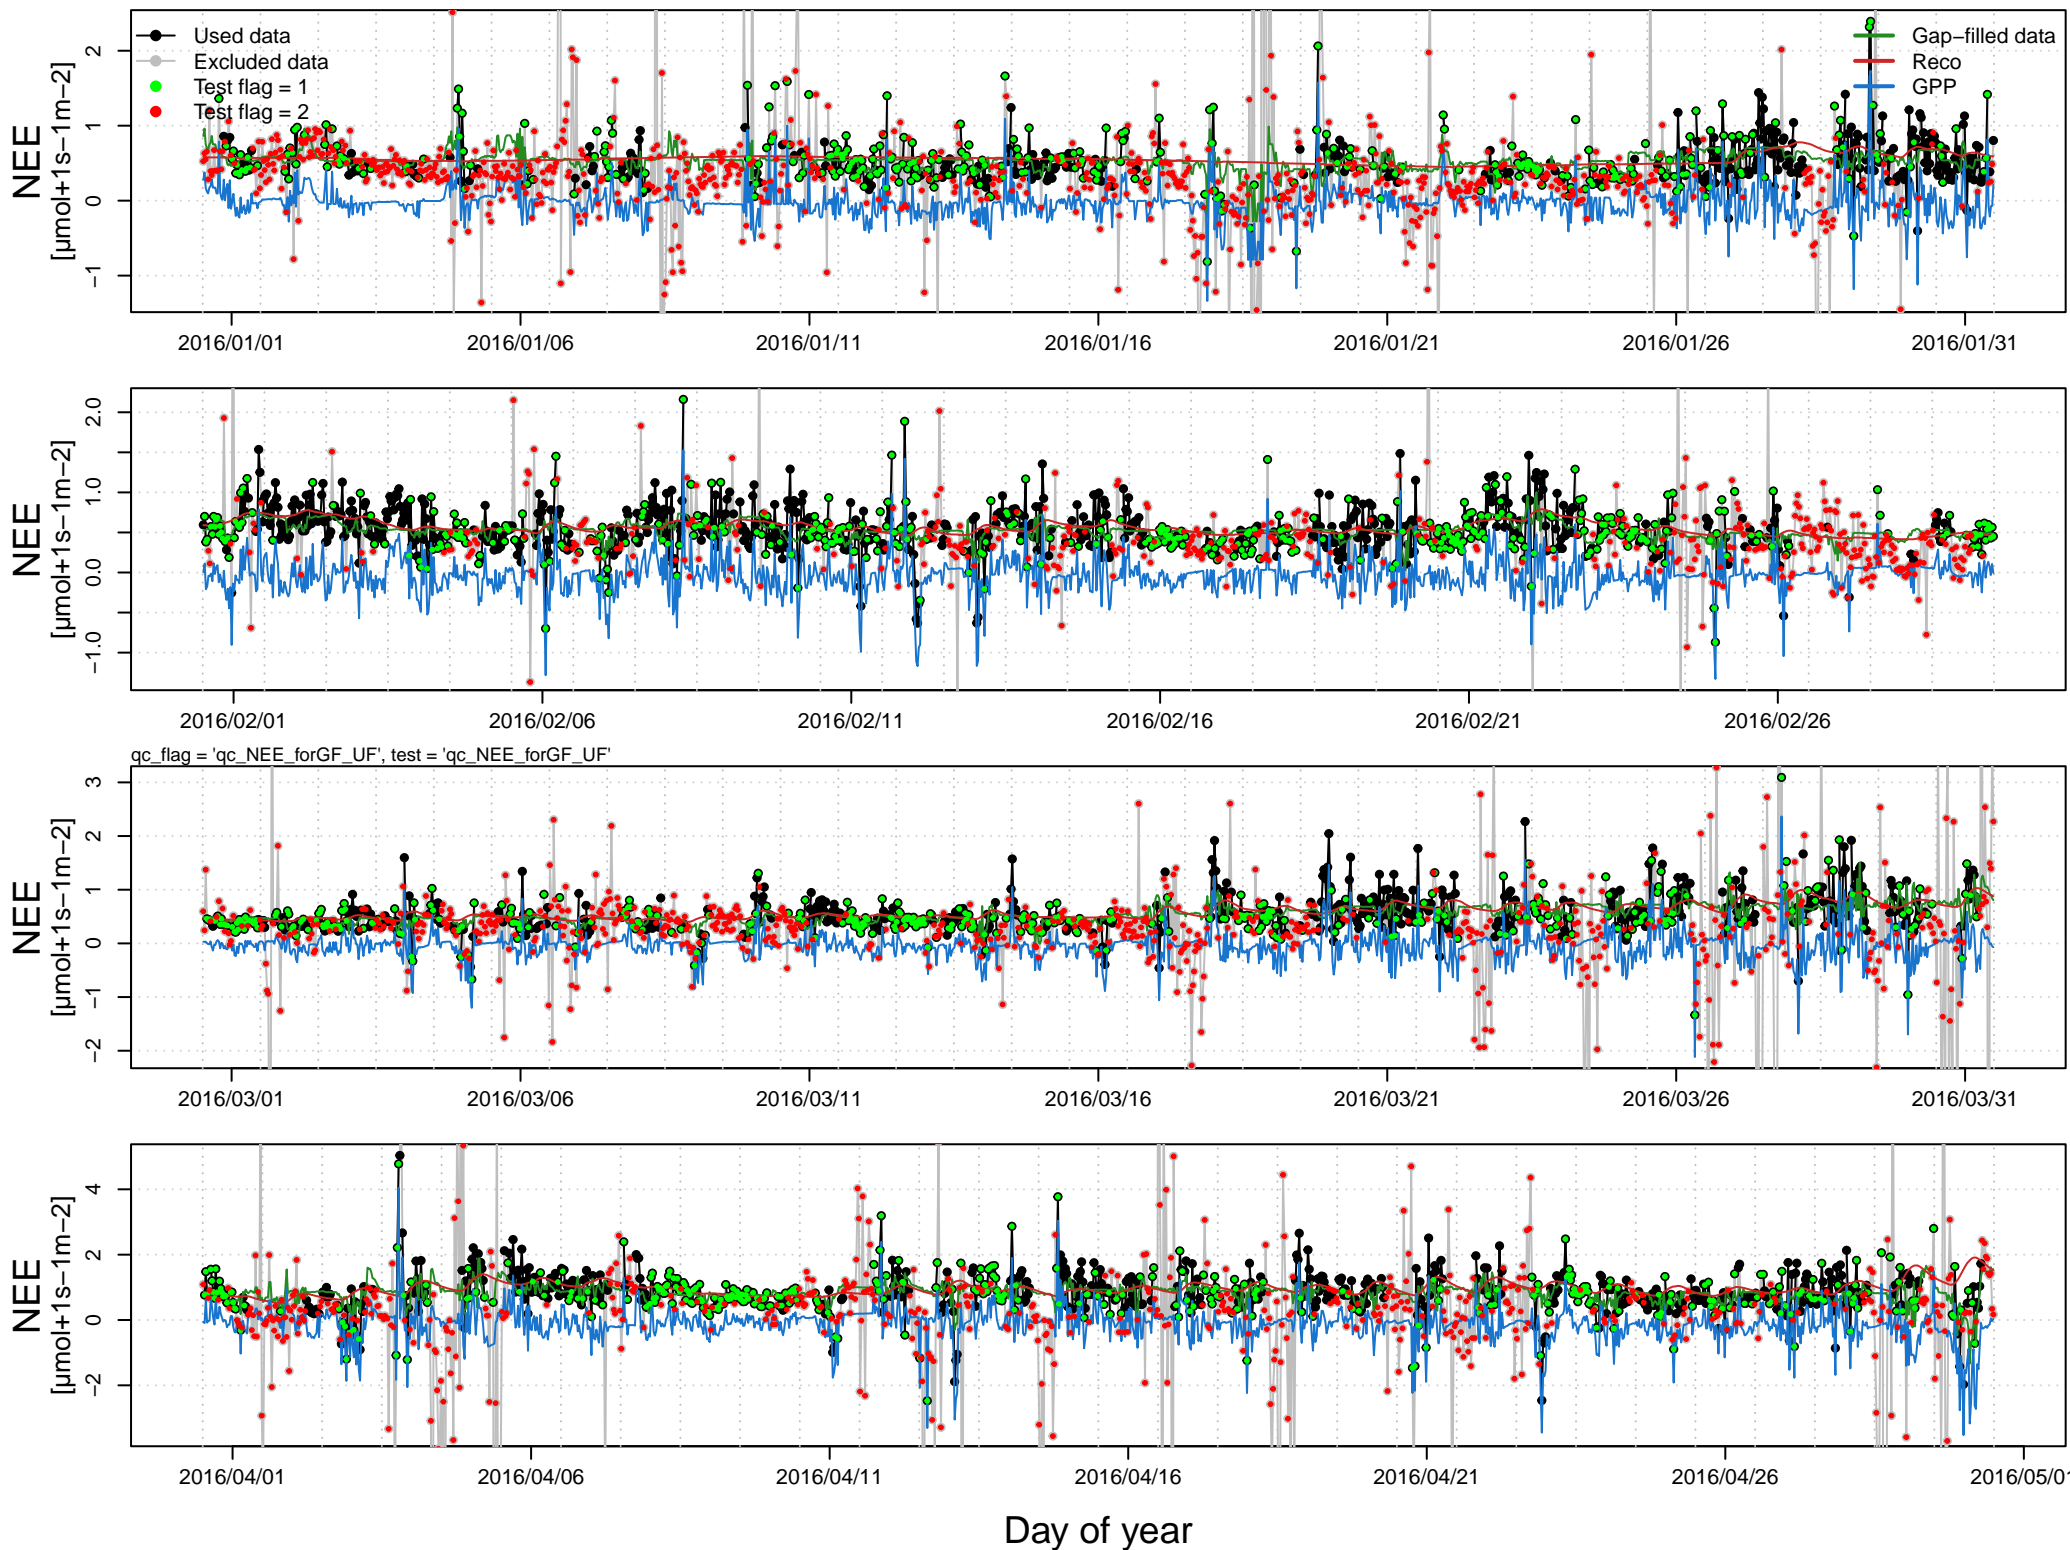 Used data
Excluded data
Test flag = 1
Test flag = 2
Gap−filled data
Reco
GPP
NEE
[µmol+1s−1m−2]
2
1
0
−1
2016/01/01 2016/01/06 2016/01/11 2016/01/16 2016/01/21 2016/01/26 2016/01/31
NEE
[µmol+1s−1m−2]
2.0
1.0
0.0
−1.0
2016/02/01 2016/02/06 2016/02/11 2016/02/16 2016/02/21 2016/02/26
qc_flag = 'qc_NEE_forGF_UF', test = 'qc_NEE_forGF_UF'
NEE
[µmol+1s−1m−2]
3
2
1
0
−1
−2
2016/03/01 2016/03/06 2016/03/11 2016/03/16 2016/03/21 2016/03/26 2016/03/31
NEE
[µmol+1s−1m−2]
4
2
0
−2
2016/04/01 2016/04/06 2016/04/11 2016/04/16 2016/04/21 2016/04/26 2016/05/01
Day of year